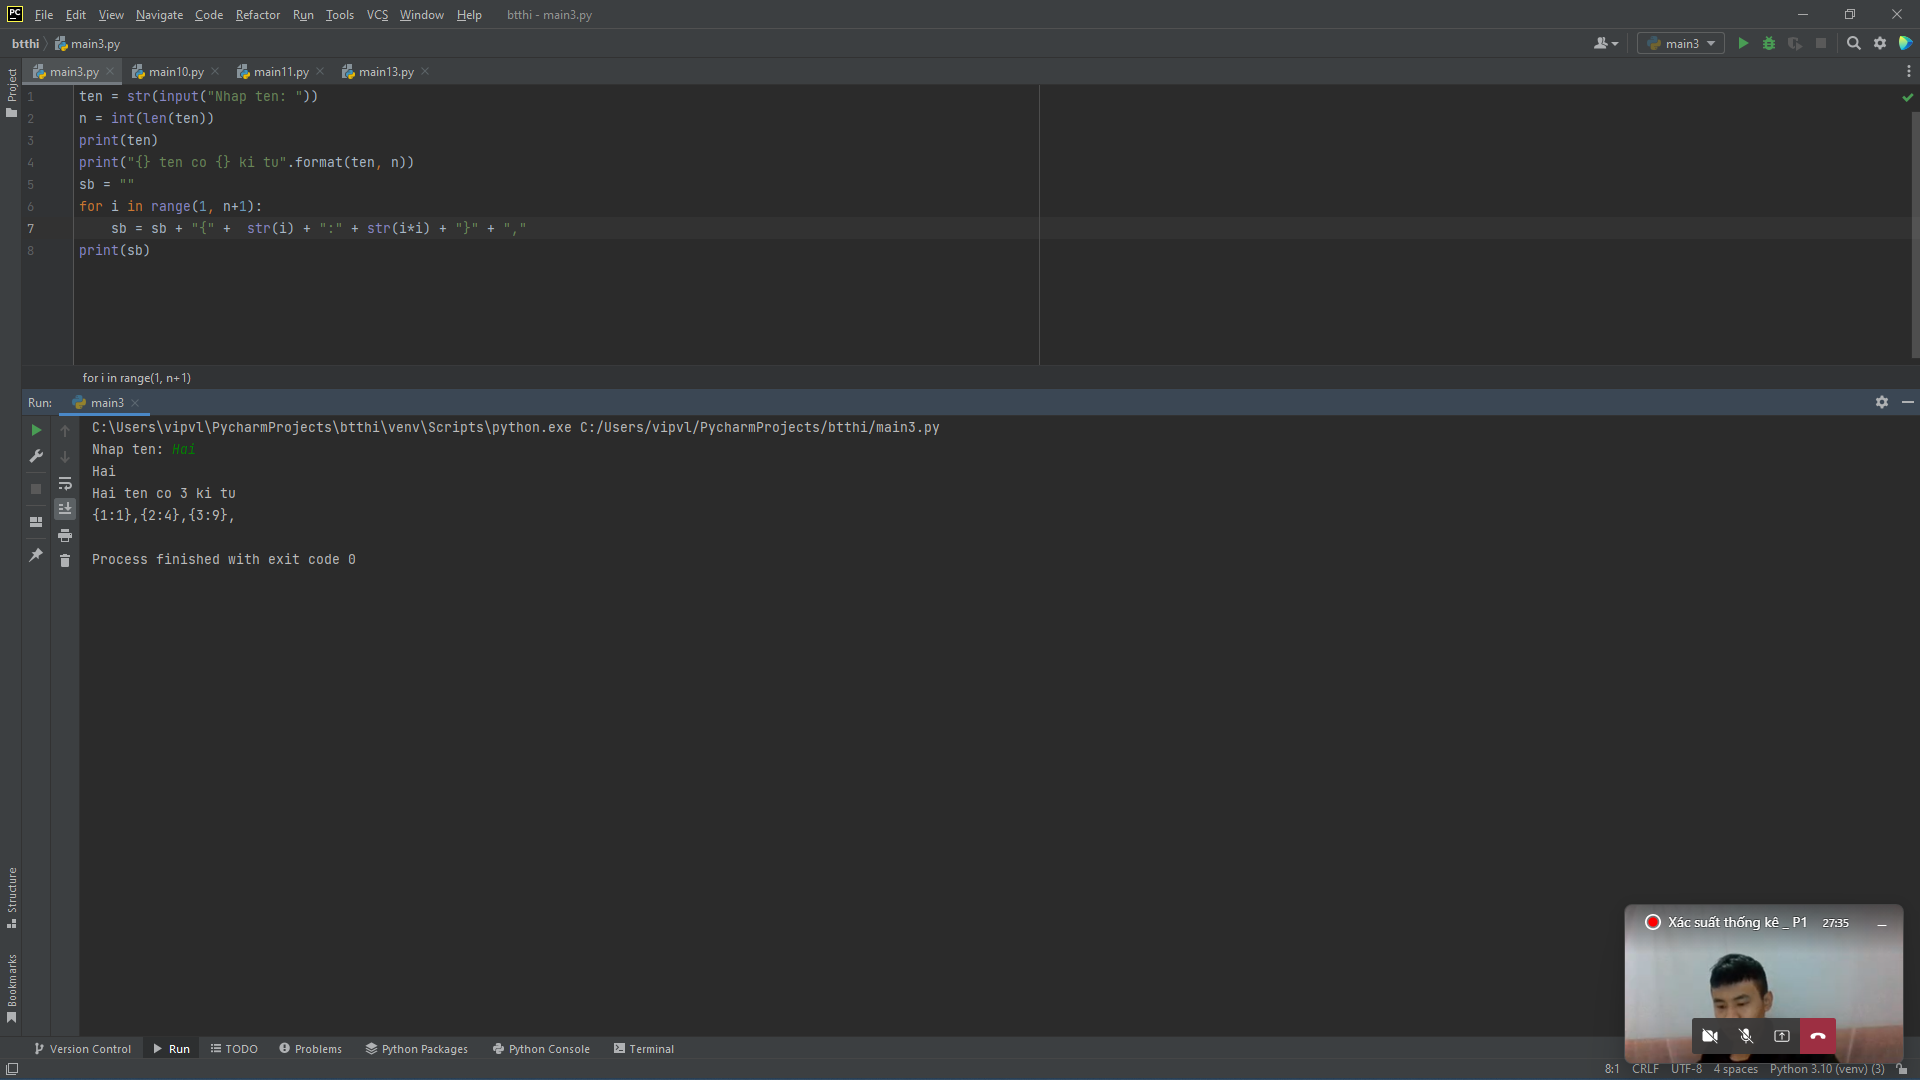 PC File Edit View Navigate Code Refactor Run Tools VCS Window Help btthi - main3.py
btthi main3.py main3
Project
main3.py main10.py main11.py main13.py
1 ten = str(input("Nhap ten: "))
2 n = int(len(ten))
3 print(ten)
4 print("{} ten co {} ki tu".format(ten, n))
5 sb = ""
6 for i in range(1, n+1):
7 sb = sb + "{" +  str(i) + ":" + str(i*i) + "}" + ","
8 print(sb)
for i in range(1, n+1)
Run: main3
C:\Users\vipvl\PycharmProjects\btthi\venv\Scripts\python.exe C:/Users/vipvl/PycharmProjects/btthi/main3.py
Nhap ten: Hai
Hai
Hai ten co 3 ki tu
{1:1},{2:4},{3:9},
Process finished with exit code 0
Structure
Bookmarks
Xác suất thống kê _ P1 27:35
Version Control Run TODO Problems Python Packages Python Console Terminal
8:1 CRLF UTF-8 4 spaces Python 3.10 (venv) (3)